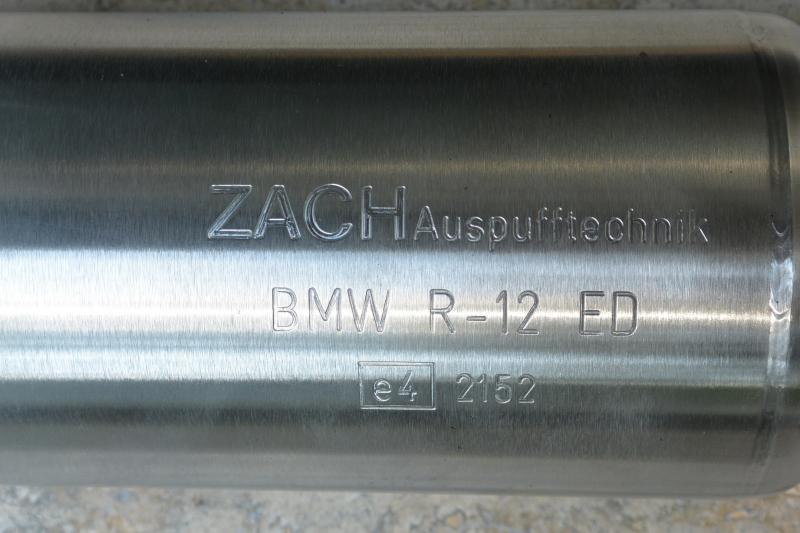 ZACH Auspufftechnik
BMW R-12 ED
e4 2152